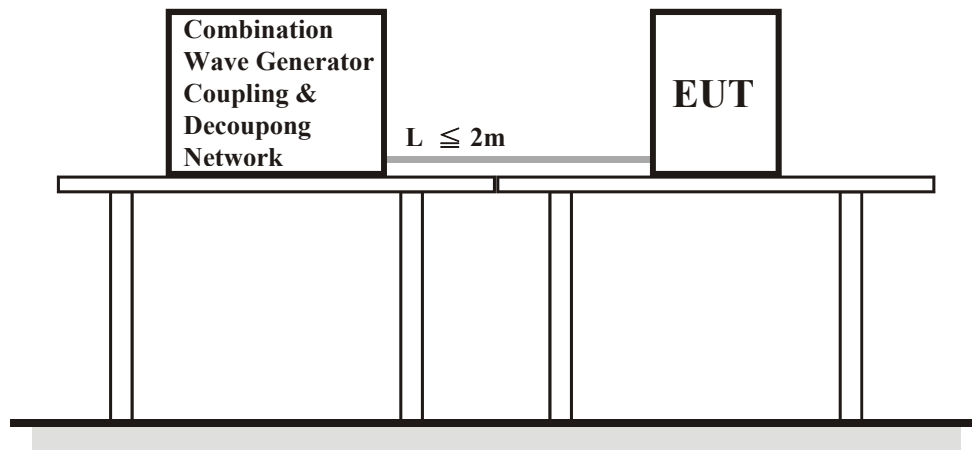 Combination
Wave Generator
Coupling &
Decoupong
Network
L ≦ 2m
EUT